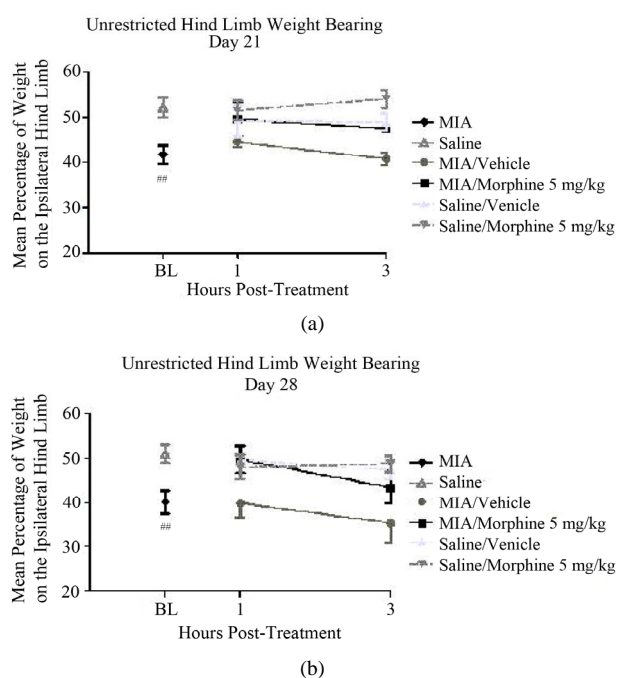 Unrestricted Hind Limb Weight Bearing
Day 21
Mean Percentage of Weight
on the Ipsilateral Hind Limb
60
50
40
30
20
##
BL
1
3
Hours Post-Treatment
MIA
Saline
MIA/Vehicle
MIA/Morphine 5 mg/kg
Saline/Venicle
Saline/Morphine 5 mg/kg
(a)
Unrestricted Hind Limb Weight Bearing
Day 28
Mean Percentage of Weight
on the Ipsilateral Hind Limb
60
50
40
30
20
##
BL
1
3
Hours Post-Treatment
MIA
Saline
MIA/Vehicle
MIA/Morphine 5 mg/kg
Saline/Venicle
Saline/Morphine 5 mg/kg
(b)